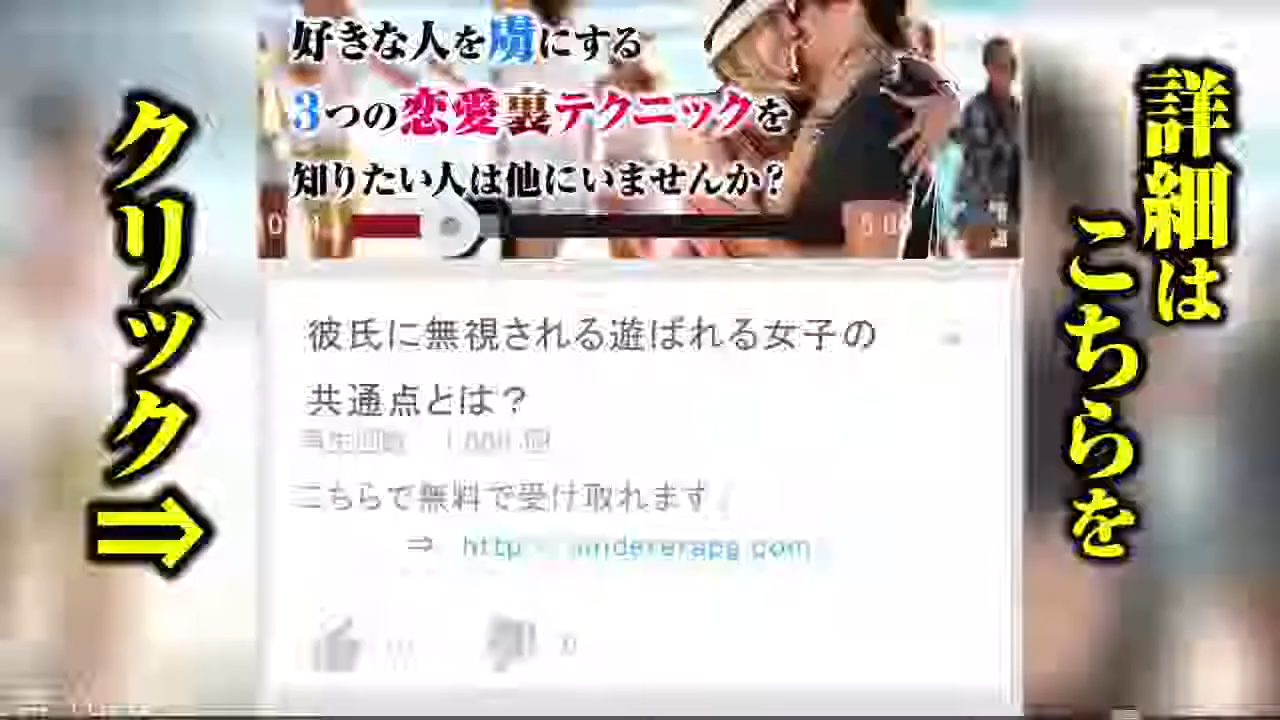 好きな人を虜にする
3つの恋愛裏テクニックを
知りたい人は他にいませんか?
詳細は
こちらを
クリック⇒
彼氏に無視される遊ばれる女子の
共通点とは?
再生回数
こちらで無料で受け取れます
⇒